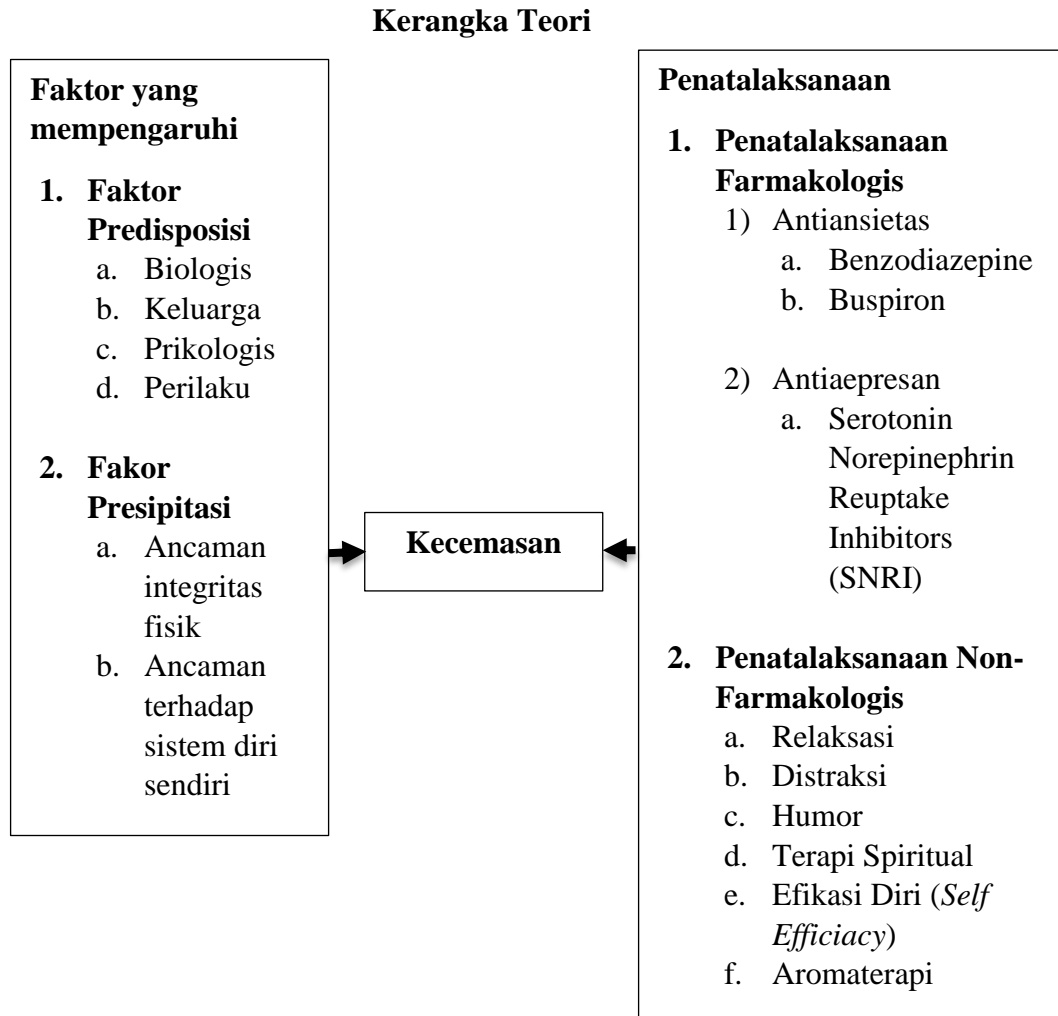 Kerangka Teori
Faktor yang
mempengaruhi
1. Faktor
Predisposisi
a. Biologis
b. Keluarga
c. Prikologis
d. Perilaku
2. Fakor
Presipitasi
a. Ancaman
integritas
fisik
b. Ancaman
terhadap
sistem diri
sendiri
Kecemasan
Penatalaksanaan
1. Penatalaksanaan
Farmakologis
1) Antiansietas
a. Benzodiazepine
b. Buspiron
2) Antiaepresan
a. Serotonin
Norepinephrin
Reuptake
Inhibitors
(SNRI)
2. Penatalaksanaan Non-
Farmakologis
a. Relaksasi
b. Distraksi
c. Humor
d. Terapi Spiritual
e. Efikasi Diri (Self
Efficiacy)
f. Aromaterapi